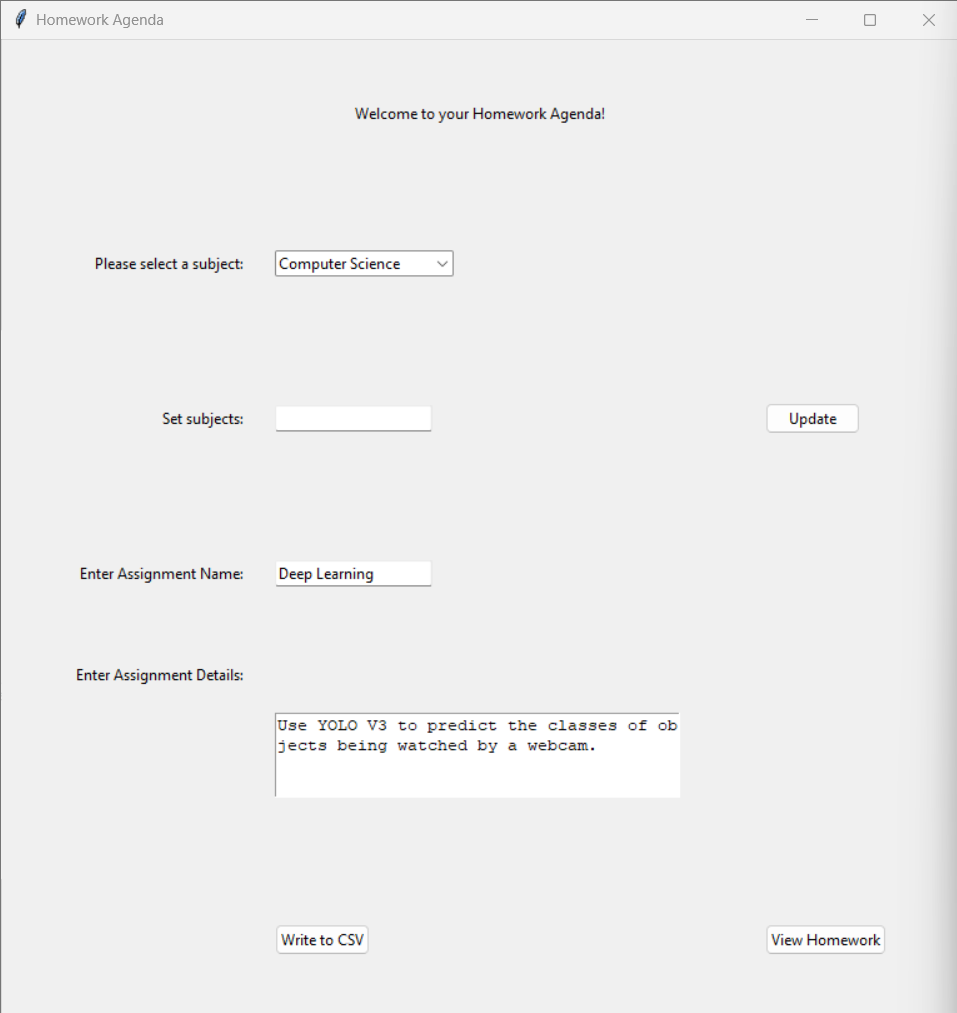 Homework Agenda
Welcome to your Homework Agenda!
Please select a subject: Computer Science
Set subjects: Update
Enter Assignment Name: Deep Learning
Enter Assignment Details:
Use YOLO V3 to predict the classes of ob
jects being watched by a webcam.
Write to CSV View Homework